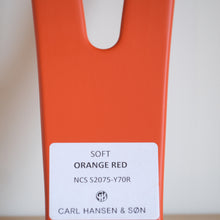 SOFT
ORANGE RED
NCS S2075-Y70R
CARL HANSEN & SØN